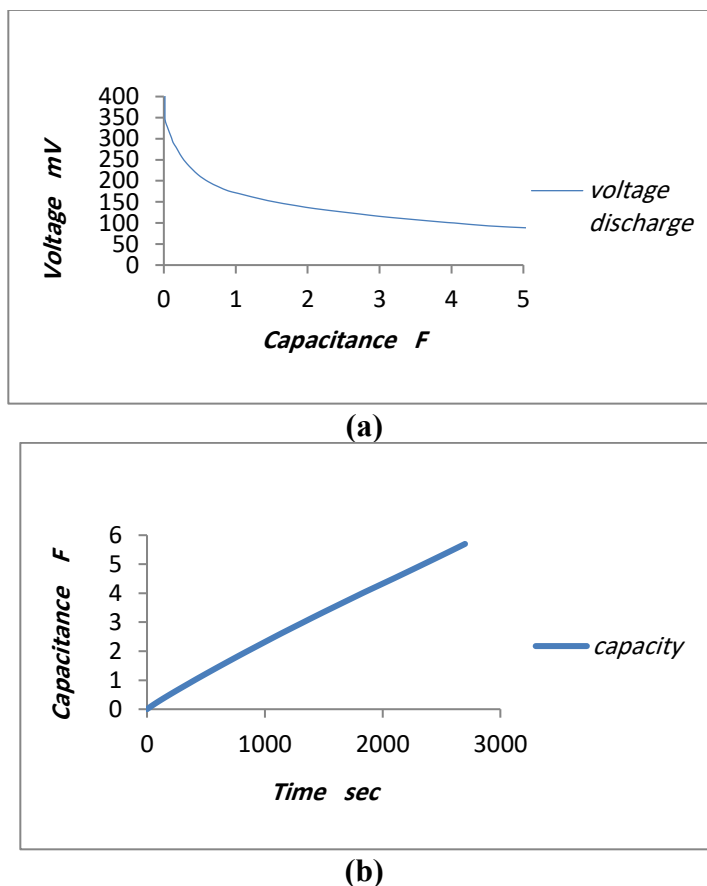 400
350
300
250
200
150
100
50
0
Voltage mV
0 1 2 3 4 5
Capacitance F
voltage
discharge
(a)
6
5
4
3
2
1
0
Capacitance F
0 1000 2000 3000
Time sec
capacity
(b)